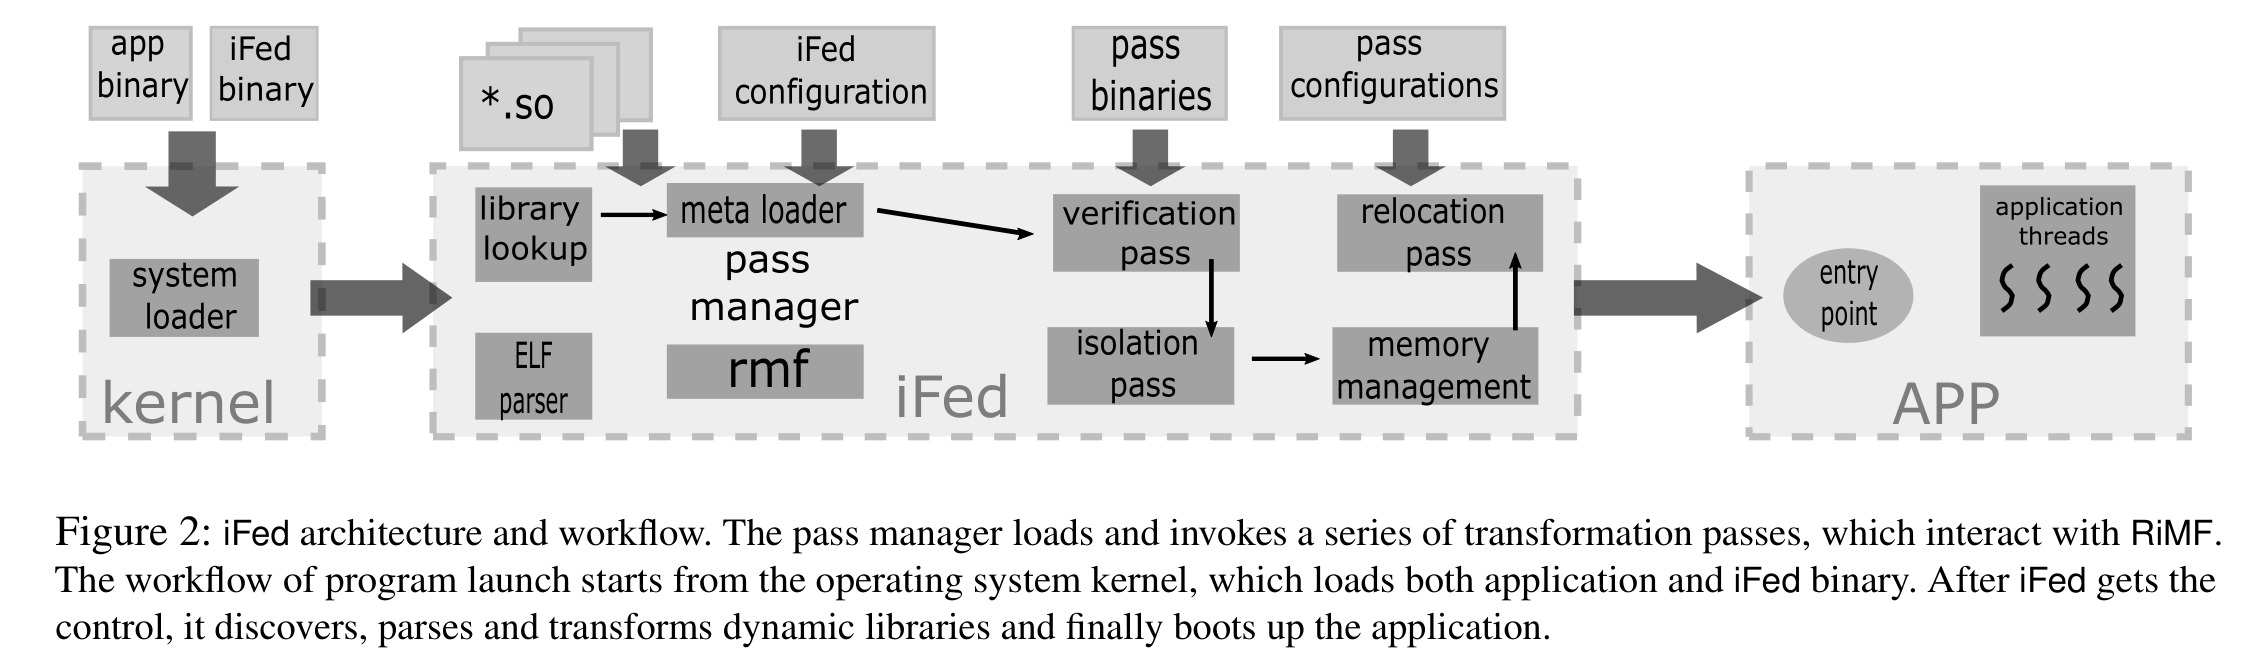 app
binary
iFed
binary
*.so
iFed
configuration
pass
binaries
pass
configurations
system
loader
kernel
library
lookup
meta loader
pass
manager
ELF
parser
rmf
iFed
verification
pass
isolation
pass
relocation
pass
memory
management
entry
point
application
threads
APP
Figure 2: iFed architecture and workflow. The pass manager loads and invokes a series of transformation passes, which interact with RiMF.
The workflow of program launch starts from the operating system kernel, which loads both application and iFed binary. After iFed gets the
control, it discovers, parses and transforms dynamic libraries and finally boots up the application.